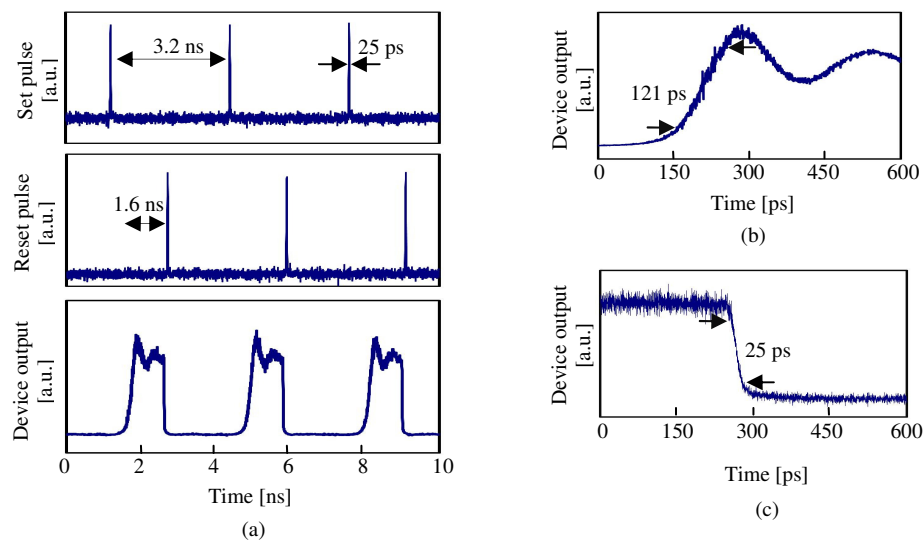 Set pulse
[a.u.]
3.2 ns
25 ps
Reset pulse
[a.u.]
1.6 ns
Device output
[a.u.]
0 2 4 6 8 10
Time [ns]
(a)
Device output
[a.u.]
121 ps
0 150 300 450 600
Time [ps]
(b)
Device output
[a.u.]
25 ps
0 150 300 450 600
Time [ps]
(c)